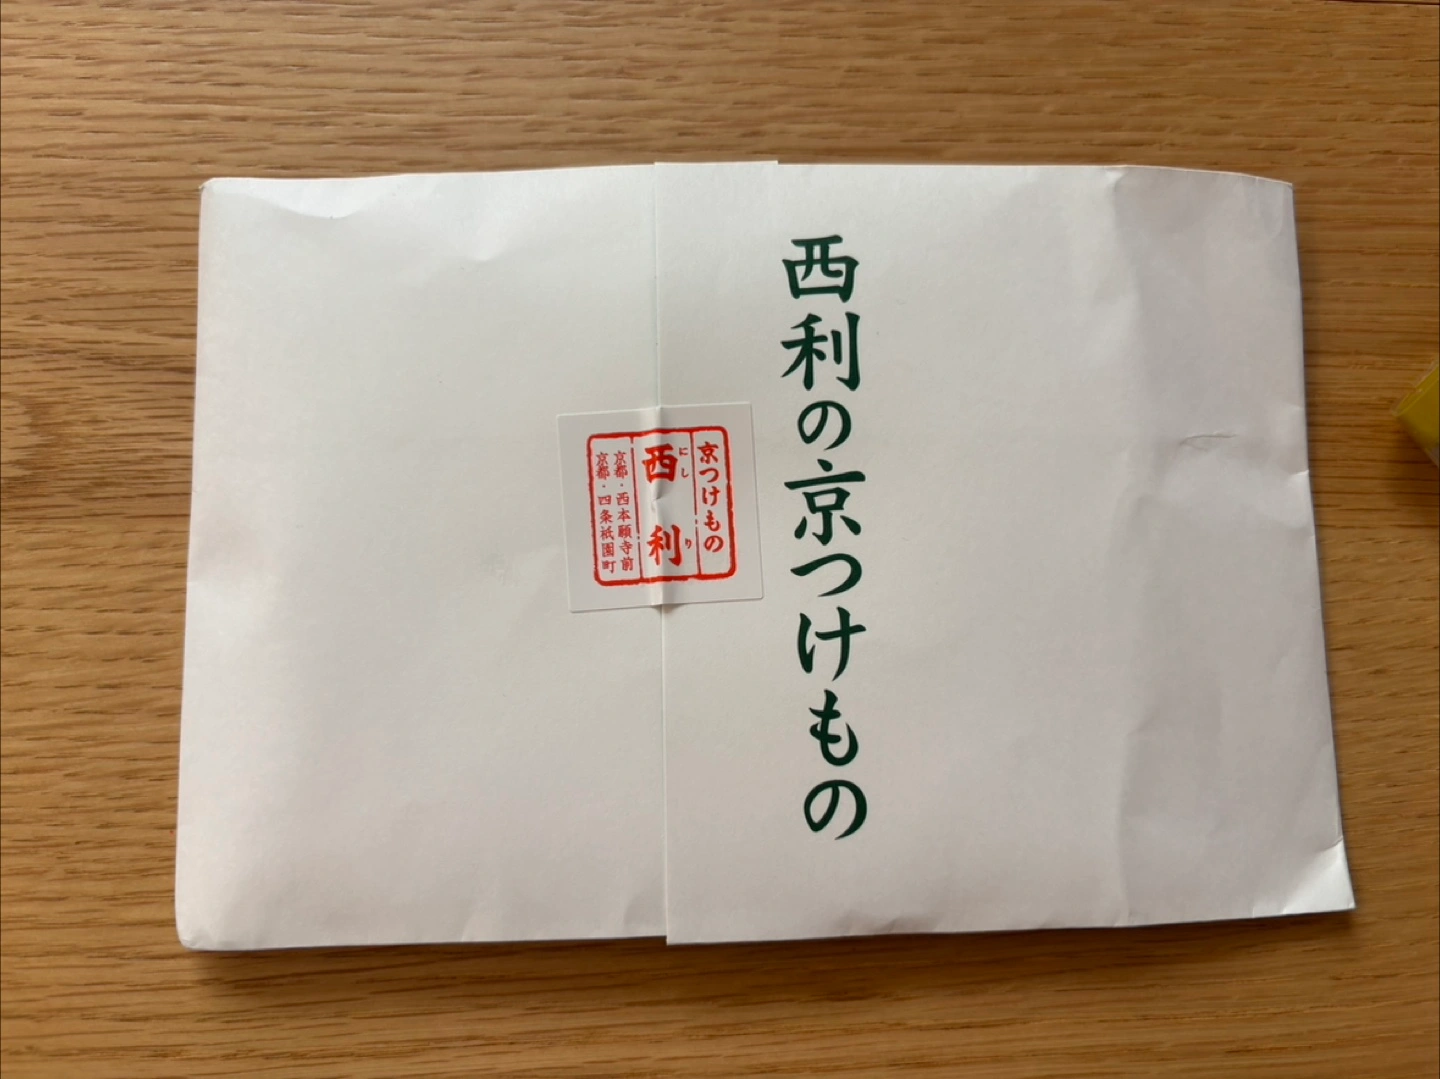 西利の京つけもの
京つけもの
西利
にしり
京都・西本願寺前
京都・四条祇園町